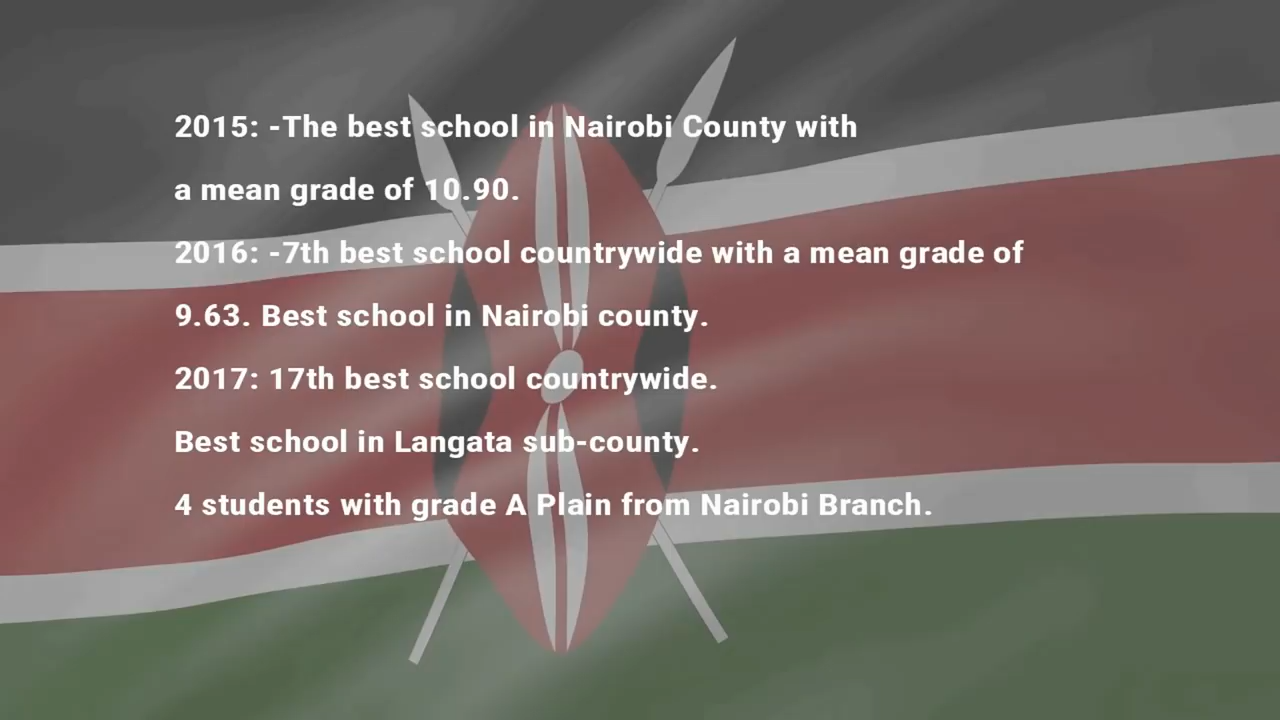 2015: -The best school in Nairobi County with
a mean grade of 10.90.
2016: -7th best school countrywide with a mean grade of
9.63. Best school in Nairobi county.
2017: 17th best school countrywide.
Best school in Langata sub-county.
4 students with grade A Plain from Nairobi Branch.